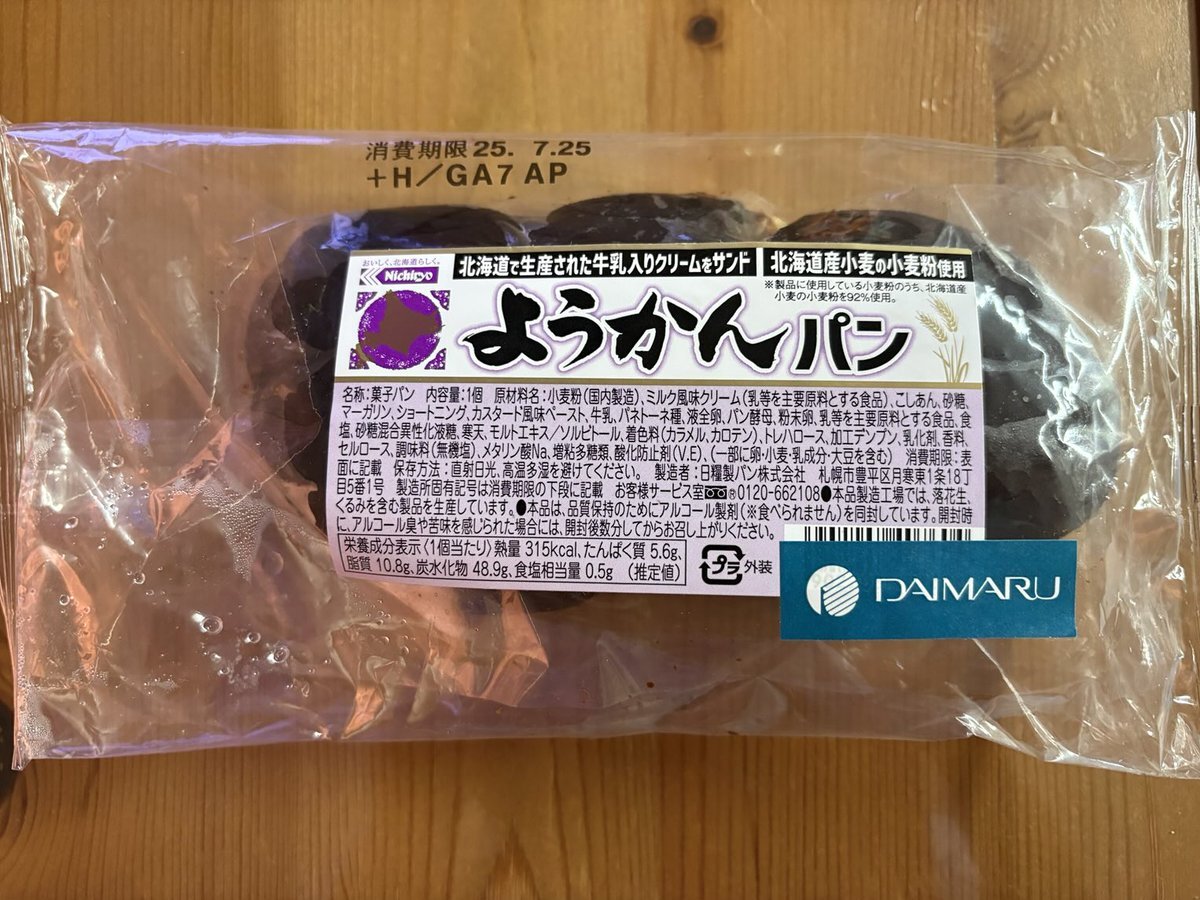 消費期限 25. 7.25
+H/GA7 AP
おいしく、北海道らしく。
Nichiryo
北海道で生産された牛乳入りクリームをサンド
北海道産小麦の小麦粉使用
※製品に使用している小麦粉のうち、北海道産
小麦の小麦粉を92%使用。
ようかんパン
名称:菓子パン 内容量:1個 原材料名:小麦粉(国内製造)、ミルク風味クリーム(乳等を主要原料とする食品)、こしあん、砂糖、
マーガリン、ショートニング、カスタード風味ペースト、牛乳、パネトーネ種、液全卵、パン酵母、粉末卵、乳等を主要原料とする食品、食
塩、砂糖混合異性化液糖、寒天、モルトエキス/ソルビトール、着色料(カラメル、カロテン)、トレハロース、加工デンプン、乳化剤、香料、
セルロース、調味料(無機塩)、メタリン酸Na、増粘多糖類、酸化防止剤(V.E)、(一部に卵・小麦・乳成分・大豆を含む) 消費期限:表
面に記載 保存方法:直射日光、高温多湿を避けてください。 製造者:日糧製パン株式会社 札幌市豊平区月寒東1条18丁
目5番1号 製造所固有記号は消費期限の下段に記載 お客様サービス室 ®0120-662108●本品製造工場では、落花生、
くるみを含む製品を生産しています。●本品は、品質保持のためにアルコール製剤(※食べられません)を同封しています。開封時
に、アルコール臭や苦味を感じられた場合には、開封後数分してからお召し上がりください。
栄養成分表示〈1個当たり〉熱量 315kcal、たんぱく質 5.6g、
脂質 10.8g、炭水化物 48.9g、食塩相当量 0.5g (推定値)
プラ 外装
DAIMARU